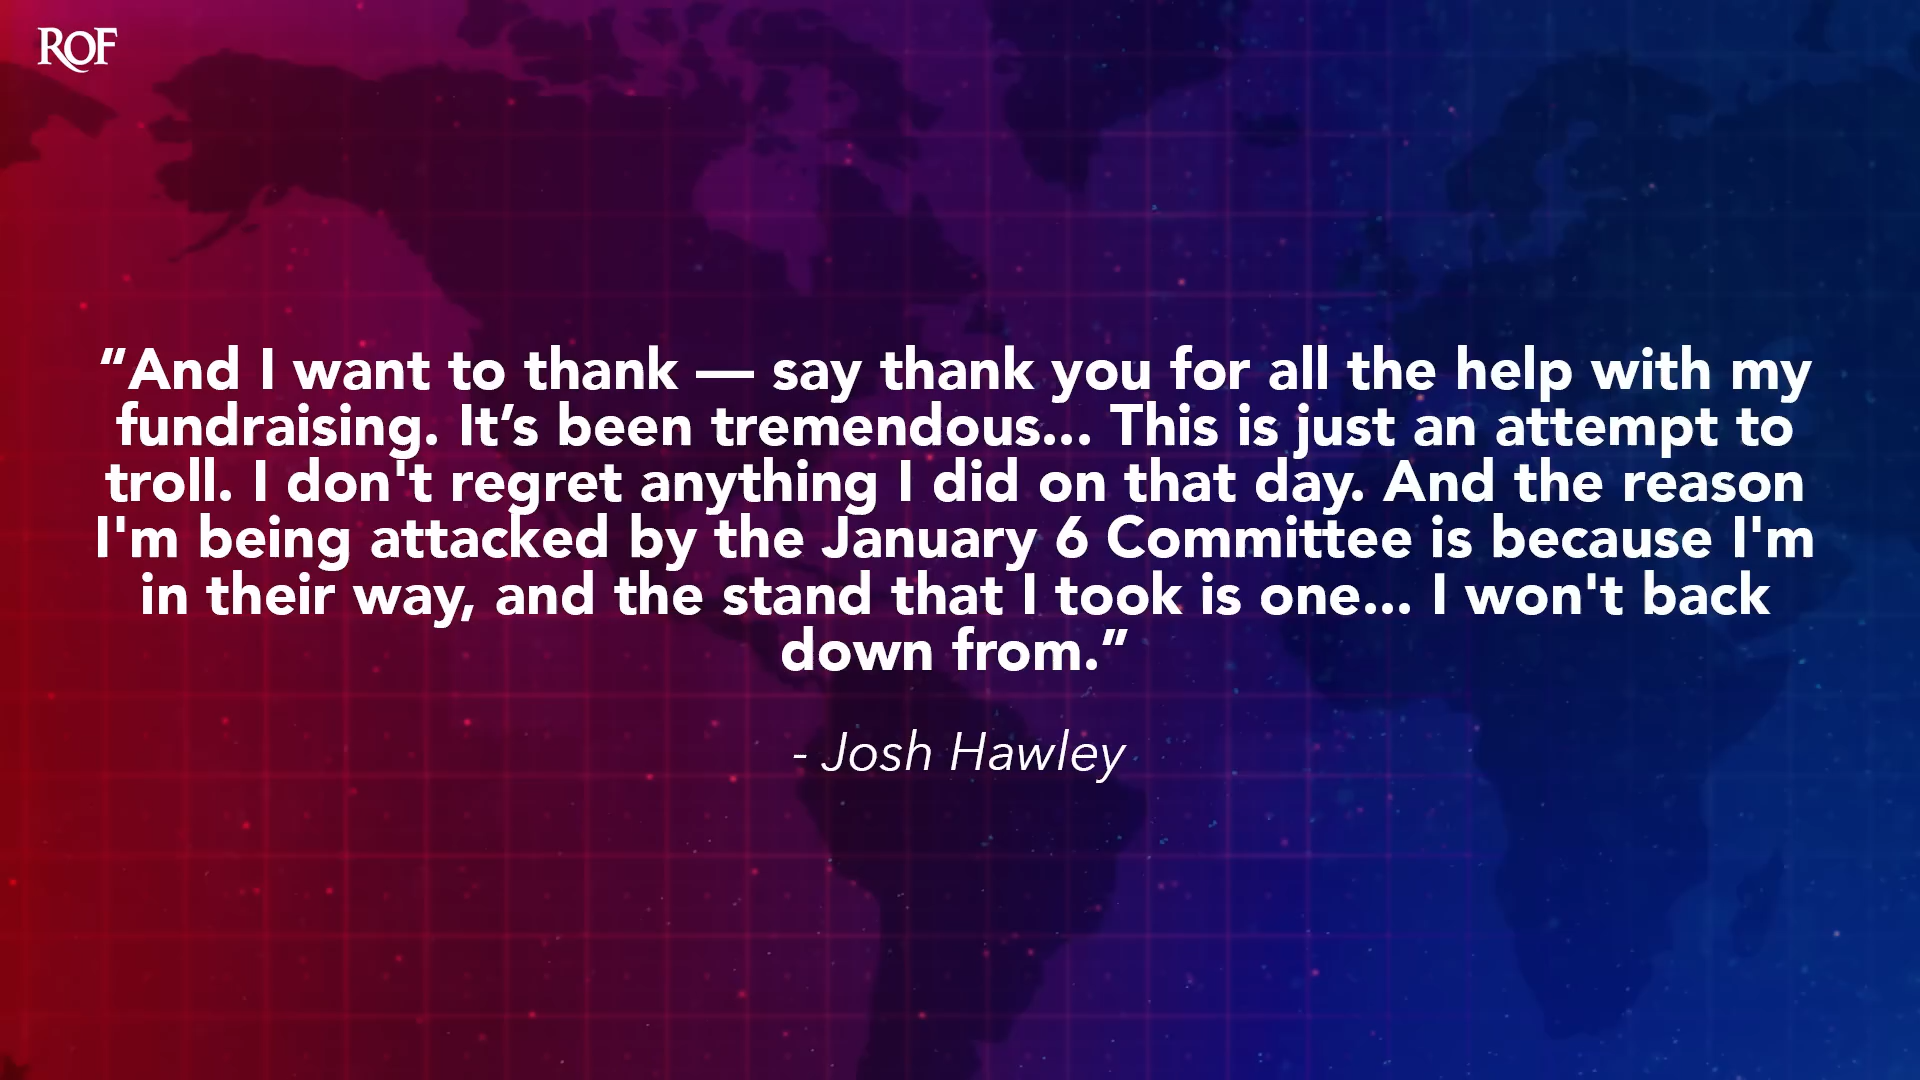 ROF
“And I want to thank — say thank you for all the help with my
fundraising. It’s been tremendous... This is just an attempt to
troll. I don't regret anything I did on that day. And the reason
I'm being attacked by the January 6 Committee is because I'm
in their way, and the stand that I took is one... I won't back
down from.”
- Josh Hawley